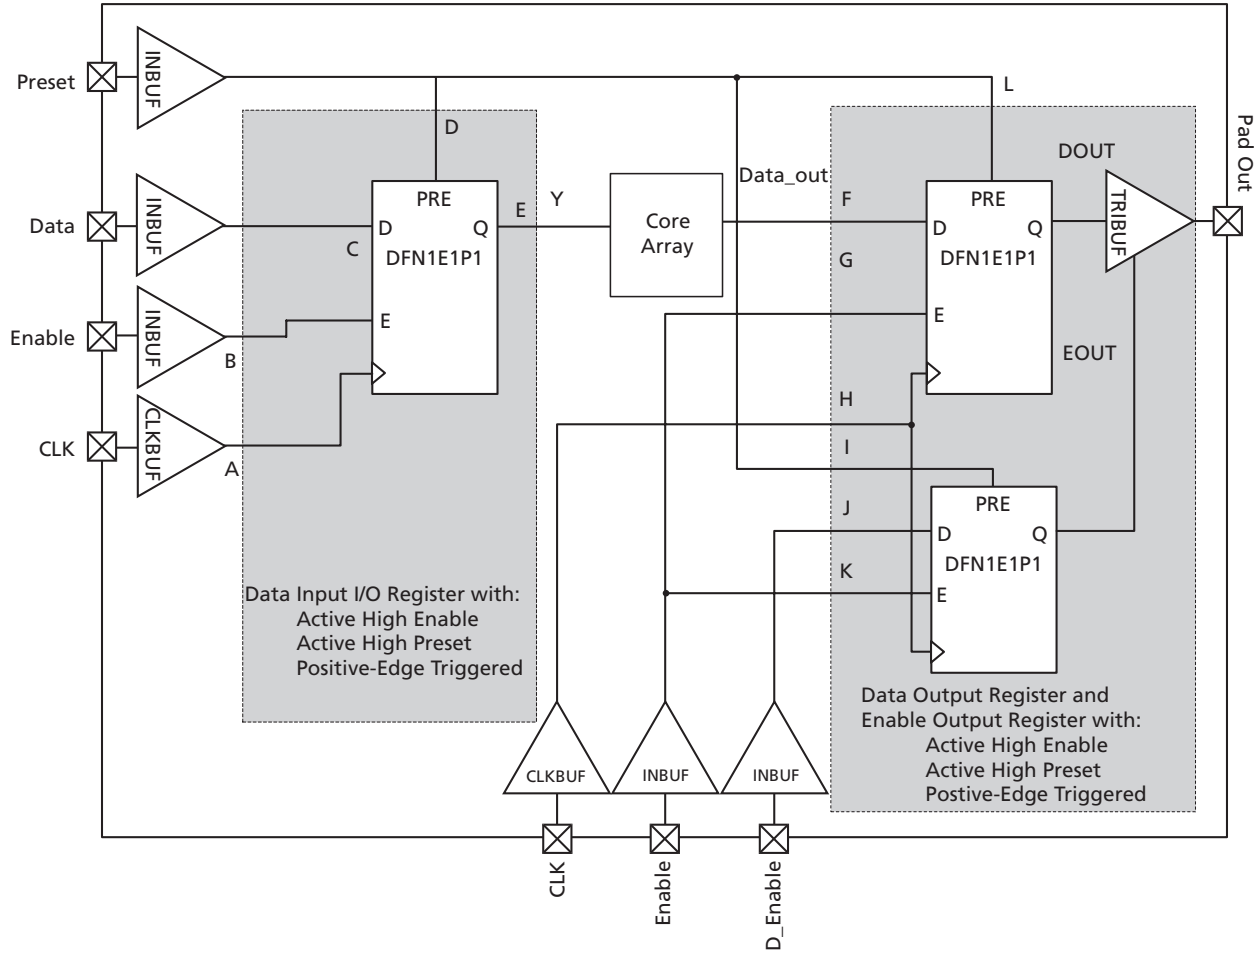 Preset
INBUF
L
D
Pad Out
DOUT
Data_out
Data
INBUF
PRE
D
Q
DFN1E1P1
C
E
Y
Core
Array
F
G
PRE
D
Q
DFN1E1P1
E
TRIBUF
Enable
INBUF
B
E
EOUT
CLK
CLKBUF
A
H
I
J
K
PRE
D
Q
DFN1E1P1
E
Data Input I/O Register with:
Active High Enable
Active High Preset
Positive-Edge Triggered
Data Output Register and
Enable Output Register with:
Active High Enable
Active High Preset
Postive-Edge Triggered
CLKBUF
INBUF
INBUF
CLK
Enable
D_Enable